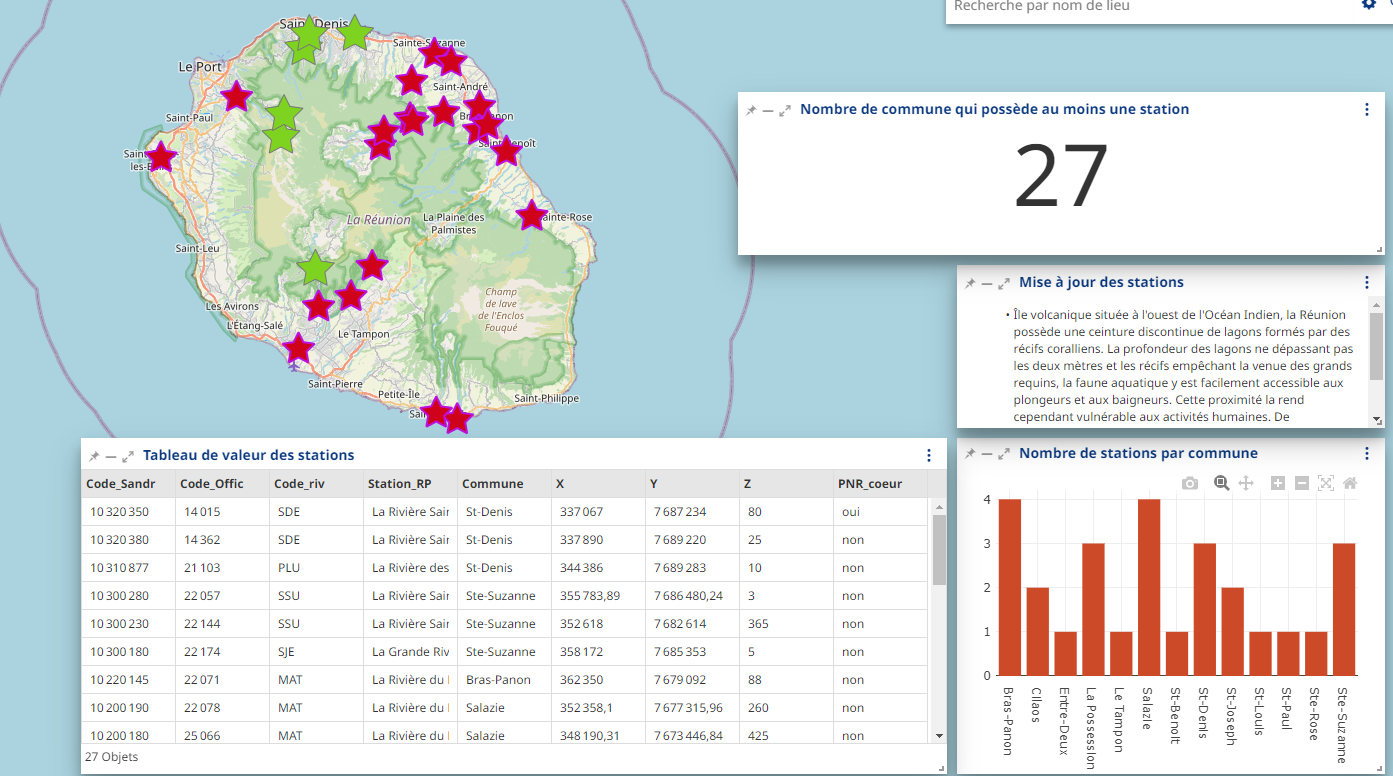 Recherche par nom de lieu
Saint-Denis
Sainte-Suzanne
Le Port
Saint-André
Saint-Paul
Saint-Benoît
La Réunion
La Plaine des
Palmistes
Sainte-Rose
Saint-Leu
Champ
de lave
de l'Enclos
Fouqué
Les Avirons
L'Étang-Salé
Le Tampon
Saint-Pierre
Petite-Île
Saint-Philippe
Nombre de commune qui possède au moins une station
27
Mise à jour des stations
• Île volcanique située à l'ouest de l'Océan Indien, la Réunion
possède une ceinture discontinue de lagons formés par des
récifs coralliens. La profondeur des lagons ne dépassant pas
les deux mètres et les récifs empêchant la venue des grands
requins, la faune aquatique y est facilement accessible aux
plongeurs et aux baigneurs. Cette proximité la rend
cependant vulnérable aux activités humaines. De
Tableau de valeur des stations
Code_Sandr Code_Offic Code_riv Station_RP Commune X Y Z PNR_coeur
10 320 350 14 015 SDE La Rivière Sair St-Denis 337 067 7 687 234 80 oui
10 320 380 14 362 SDE La Rivière Sair St-Denis 337 890 7 689 220 25 non
10 310 877 21 103 PLU La Rivière des St-Denis 344 386 7 689 283 10 non
10 300 280 22 057 SSU La Rivière Sair Ste-Suzanne 355 783,89 7 686 480,24 3 non
10 300 230 22 144 SSU La Rivière Sair Ste-Suzanne 352 618 7 682 614 365 non
10 300 180 22 174 SJE La Grande Riv Ste-Suzanne 358 172 7 685 353 5 non
10 220 145 22 071 MAT La Rivière du Bras-Panon 362 350 7 679 092 88 non
10 200 190 22 078 MAT La Rivière du Salazie 352 358,1 7 677 315,96 260 non
10 200 180 25 066 MAT La Rivière du Salazie 348 190,31 7 673 446,84 425 non
27 Objets
Nombre de stations par commune
4
3
2
1
0
Bras-Panon
Cilaos
Entre-Deux
La Possession
Le Tampon
Salazie
St-Benoit
St-Denis
St-Joseph
St-Louis
St-Paul
Ste-Rose
Ste-Suzanne